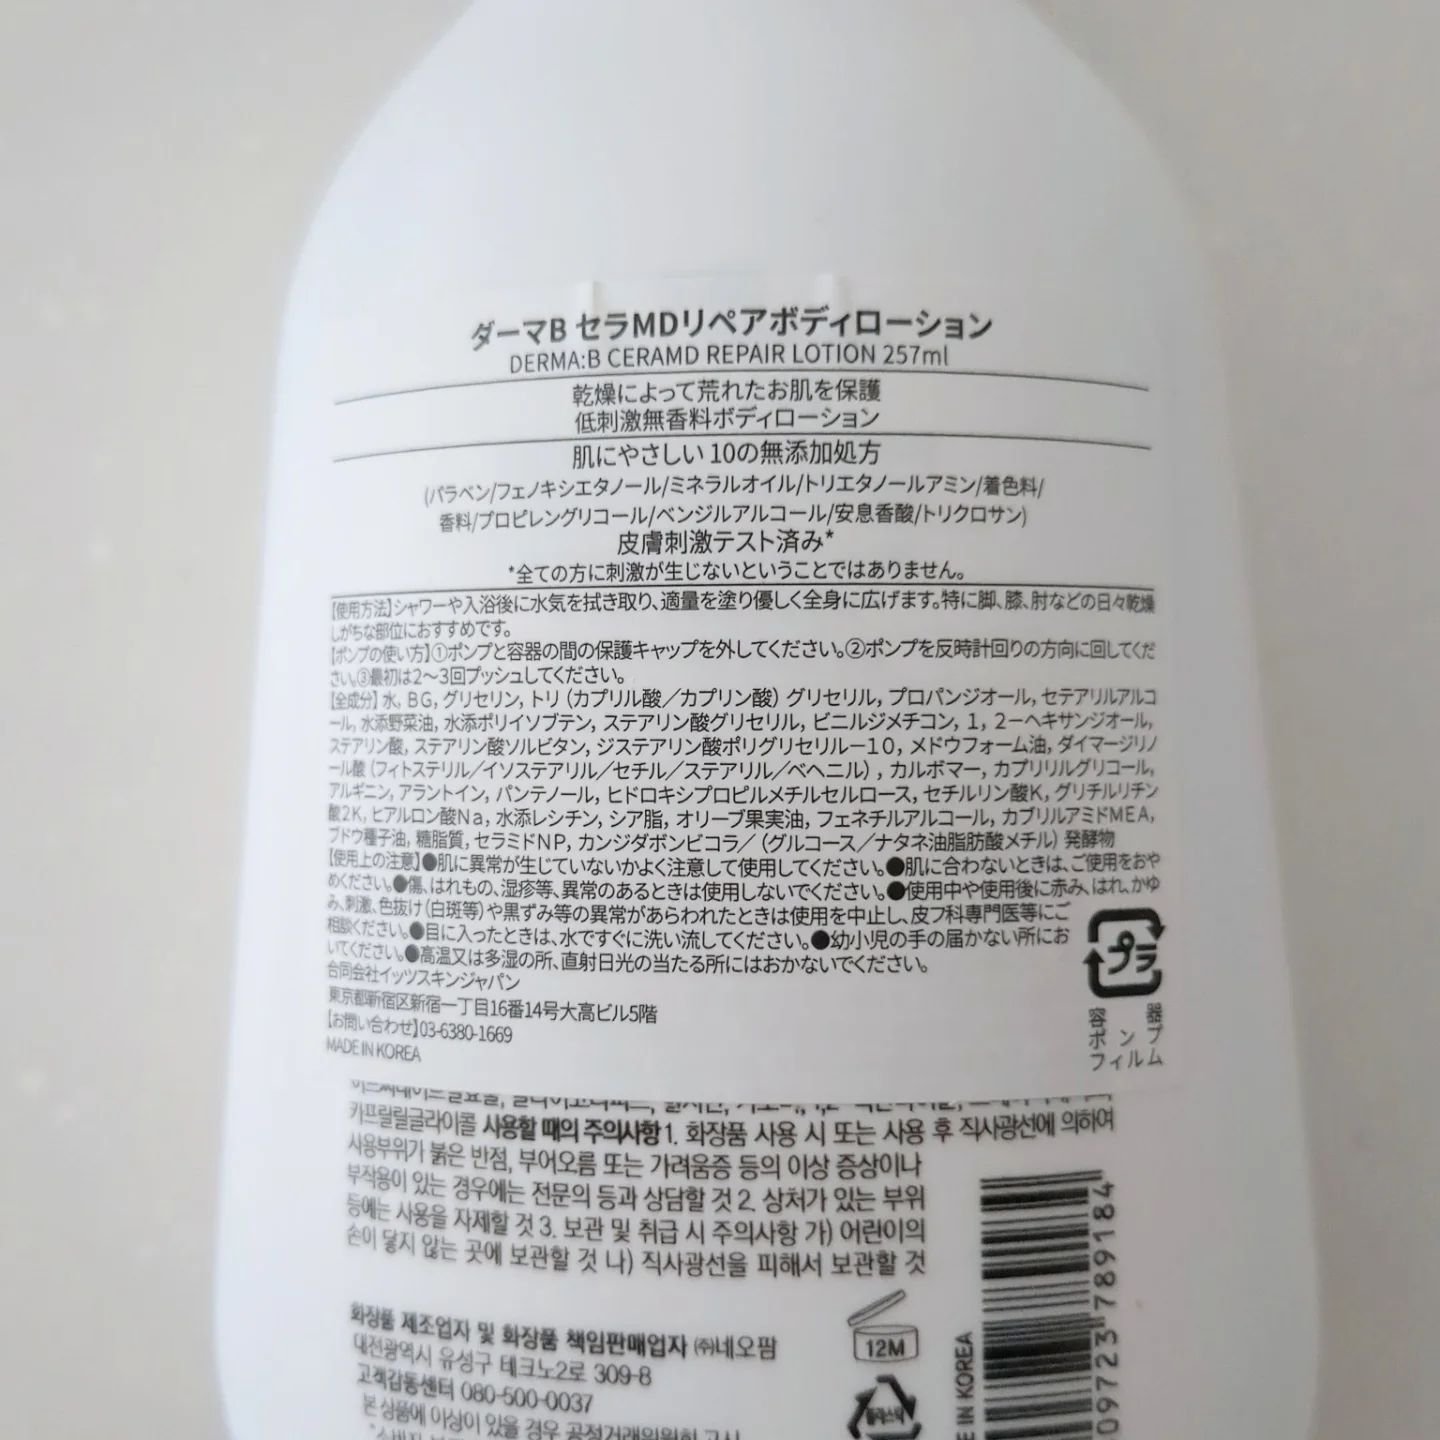 ダーマB セラMDリペアボディローション
DERMA:B CERAMD REPAIR LOTION 257ml
乾燥によって荒れたお肌を保護
低刺激無香料ボディローション
肌にやさしい 10の無添加処方
(パラベン/フェノキシエタノール/ミネラルオイル/トリエタノールアミン/着色料/
香料/プロピレングリコール/ベンジルアルコール/安息香酸/トリクロサン)
皮膚刺激テスト済み*
*全ての方に刺激が生じないということではありません。
【使用方法】シャワーや入浴後に水気を拭き取り、適量を塗り優しく全身に広げます。特に脚、膝、肘などの日々乾燥
しがちな部位におすすめです。
【ポンプの使い方】①ポンプと容器の間の保護キャップを外してください。②ポンプを反時計回りの方向に回してくだ
さい。③最初は2〜3回プッシュしてください。
【全成分】水, BG, グリセリン, トリ（カプリル酸／カプリン酸）グリセリル, プロパンジオール, セテアリルアルコ
ール, 水添野菜油, 水添ポリイソブテン, ステアリン酸グリセリル, ビニルジメチコン, 1，2－ヘキサンジオール,
ステアリン酸, ステアリン酸ソルビタン, ジステアリン酸ポリグリセリル－10, メドウフォーム油, ダイマージリノ
ール酸（フィトステリル／イソステアリル／セチル／ステアリル／ベヘニル）, カルボマー, カプリリルグリコール,
アルギニン, アラントイン, パンテノール, ヒドロキシプロピルメチルセルロース, セチルリン酸K, グリチルリチン
酸2K, ヒアルロン酸Na, 水添レシチン, シア脂, オリーブ果実油, フェネチルアルコール, カプリルアミドMEA,
ブドウ種子油, 糖脂質, セラミドNP, カンジダボンビコラ／（グルコース／ナタネ油脂肪酸メチル）発酵物
【使用上の注意】●肌に異常が生じていないかよく注意して使用してください。●肌に合わないときは、ご使用をおや
めください。●傷、はれもの、湿疹等、異常のあるときは使用しないでください。●使用中や使用後に赤み、はれ、かゆ
み、刺激、色抜け（白斑等）や黒ずみ等の異常があらわれたときは使用を中止し、皮フ科専門医等にご
相談ください。●目に入ったときは、水ですぐに洗い流してください。●幼小児の手の届かない所にお
いてください。●高温又は多湿の所、直射日光の当たる所にはおかないでください。
合同会社イッツスキンジャパン
東京都新宿区新宿一丁目16番14号大高ビル5階
【お問い合わせ】03-6380-1669
MADE IN KOREA
プラ
容器
ポンプ
フィルム
카프릴릴글라이콜 사용할 때의 주의사항 1. 화장품 사용 시 또는 사용 후 직사광선에 의하여
사용부위가 붉은 반점, 부어오름 또는 가려움증 등의 이상 증상이나
부작용이 있는 경우에는 전문의 등과 상담할 것 2. 상처가 있는 부위
등에는 사용을 자제할 것 3. 보관 및 취급 시 주의사항 가) 어린이의
손이 닿지 않는 곳에 보관할 것 나) 직사광선을 피해서 보관할 것
화장품 제조업자 및 화장품 책임판매업자 ㈜네오팜
대전광역시 유성구 테크노2로 309-8
고객감동센터 080-500-0037
본 상품에 이상이 있을 경우 공정거래위원회 고시
12M
플라스틱
E IN KOREA
09723 789184